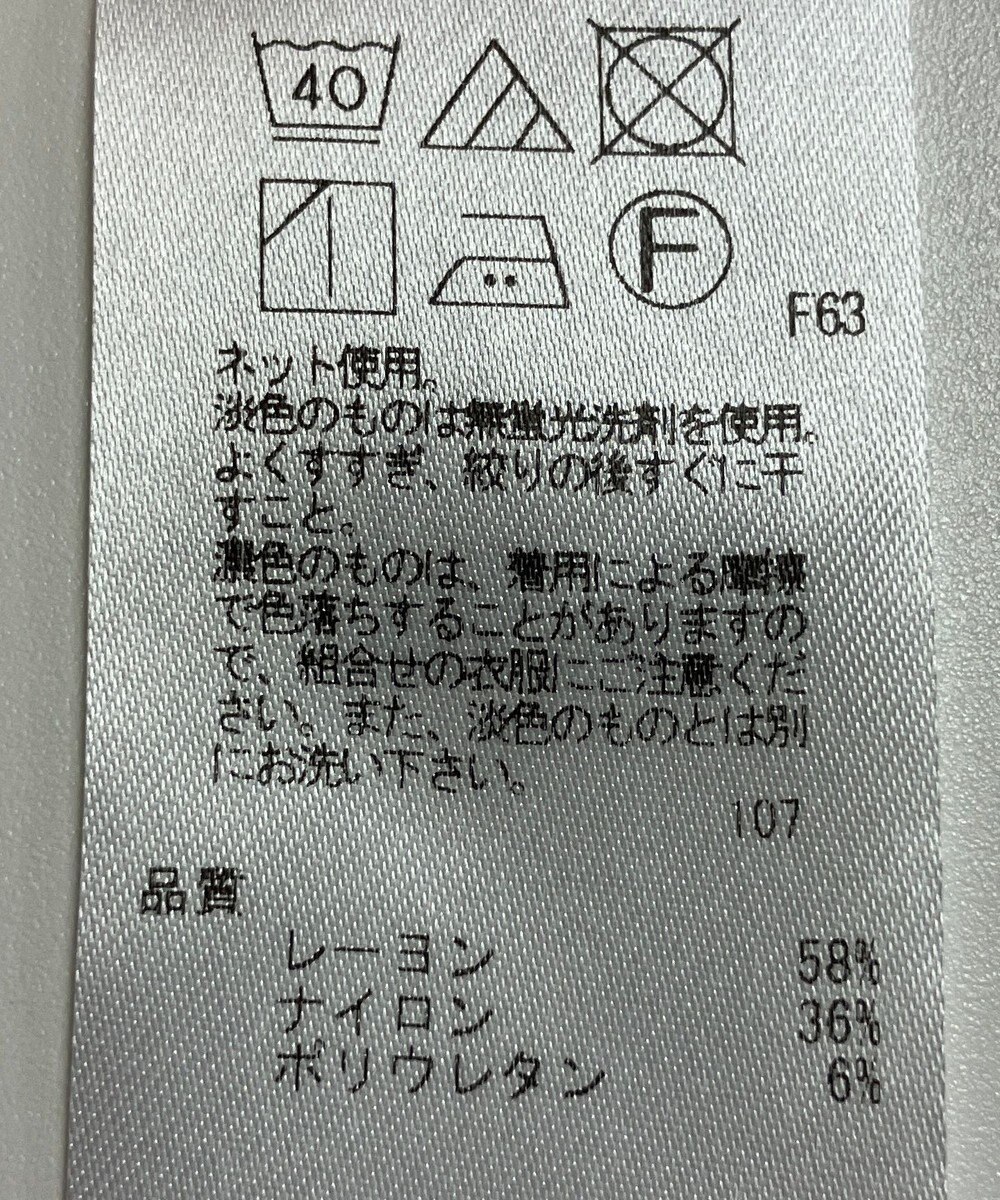 40
F
F63
ネット使用。
淡色のものは無蛍光洗剤を使用。
よくすすぎ、絞りの後すぐに干
すこと。
濃色のものは、着用による摩擦
で色落ちすることがありますの
で、組合せの衣服にご注意くだ
さい。また、淡色のものとは別
にお洗い下さい。
107
品質
レーヨン 58%
ナイロン 36%
ポリウレタン 6%